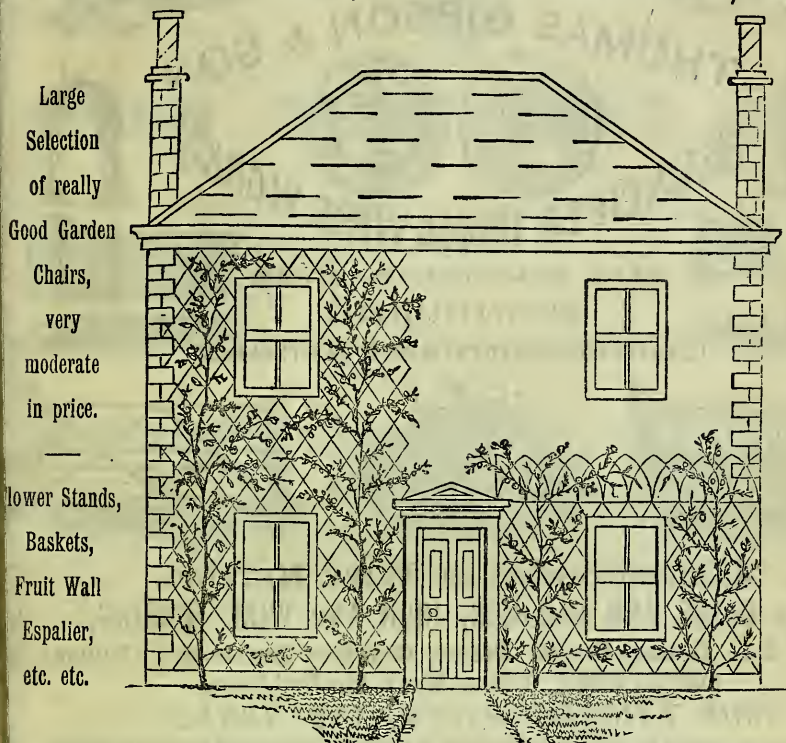 Large
Selection
of really
Good Garden
Chairs,
very
moderate
in price.
lower Stands,
Baskets,
Fruit Wall
Espalier,
etc. etc.